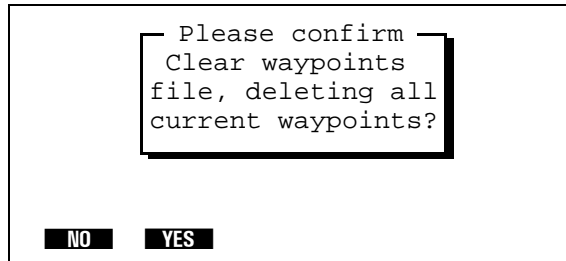 Please confirm
Clear waypoints
file, deleting all
current waypoints?
NO YES